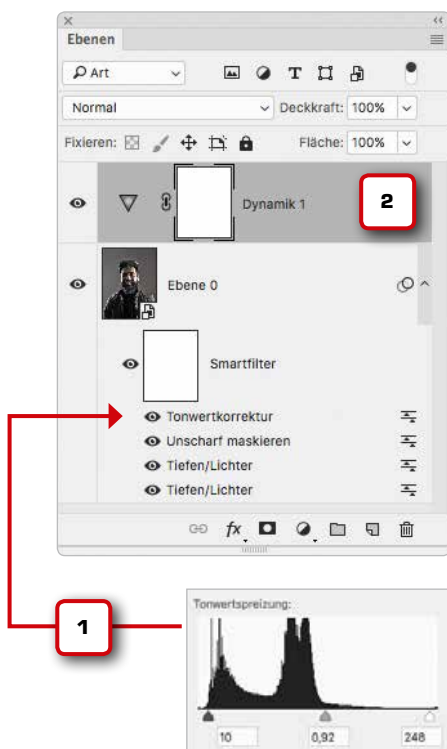 Ebenen
Art
Normal Deckkraft: 100%
Fixieren: Fläche: 100%
Dynamik 1 2
Ebene 0
Smartfilter
Tonwertkorrektur
Unscharf maskieren
Tiefen/Lichter
Tiefen/Lichter
fx
1
Tonwertspreizung:
10 0,92 248